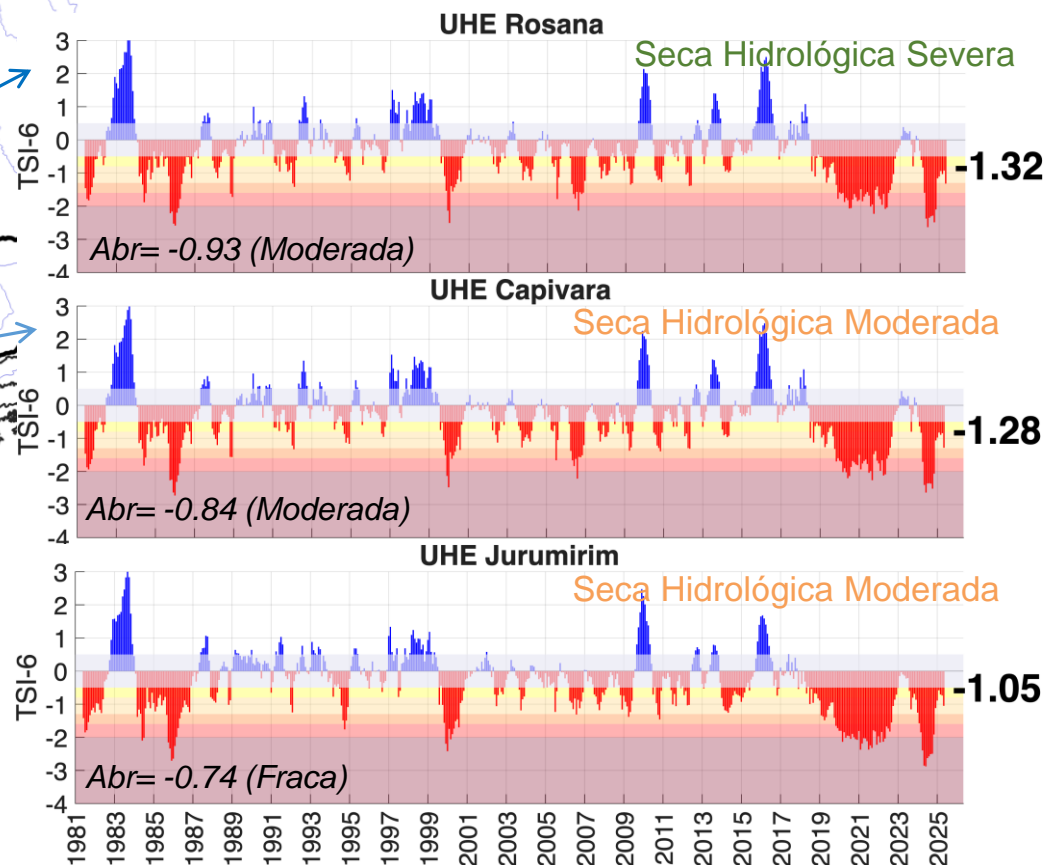 UHE Rosana
Seca Hidrológica Severa
3
2
1
0
-1
-2
-3
-4
TSI-6
-1.32
Abr= -0.93 (Moderada)
UHE Capivara
Seca Hidrológica Moderada
3
2
1
0
-1
-2
-3
-4
TSI-6
-1.28
Abr= -0.84 (Moderada)
UHE Jurumirim
Seca Hidrológica Moderada
3
2
1
0
-1
-2
-3
-4
TSI-6
-1.05
Abr= -0.74 (Fraca)
1981 1983 1985 1987 1989 1991 1993 1995 1997 1999 2001 2003 2005 2007 2009 2011 2013 2015 2017 2019 2021 2023 2025